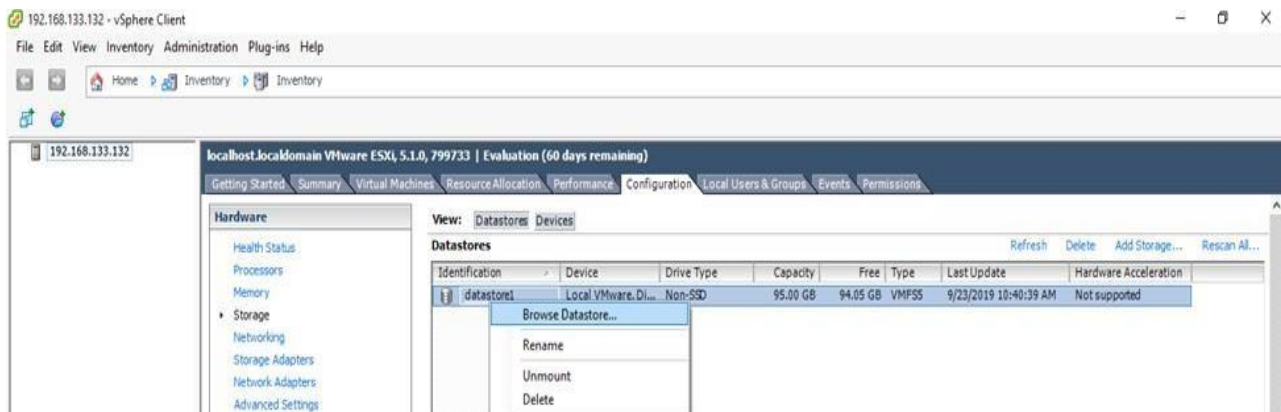 192.168.133.132 - vSphere Client
File Edit View Inventory Administration Plug-ins Help
Home Inventory Inventory
192.168.133.132
localhost.localdomain VMware ESXi, 5.1.0, 799733 | Evaluation (60 days remaining)
Getting Started Summary Virtual Machines Resource Allocation Performance Configuration Local Users & Groups Events Permissions
Hardware
Health Status
Processors
Memory
Storage
Networking
Storage Adapters
Network Adapters
Advanced Settings
View: Datastores Devices
Datastores
Refresh Delete Add Storage... Rescan All...
Identification Device Drive Type Capacity Free Type Last Update Hardware Acceleration
datastore1 Local VMware.Di... Non-SSD 95.00 GB 94.05 GB VMFS5 9/23/2019 10:40:39 AM Not supported
Browse Datastore...
Rename
Unmount
Delete